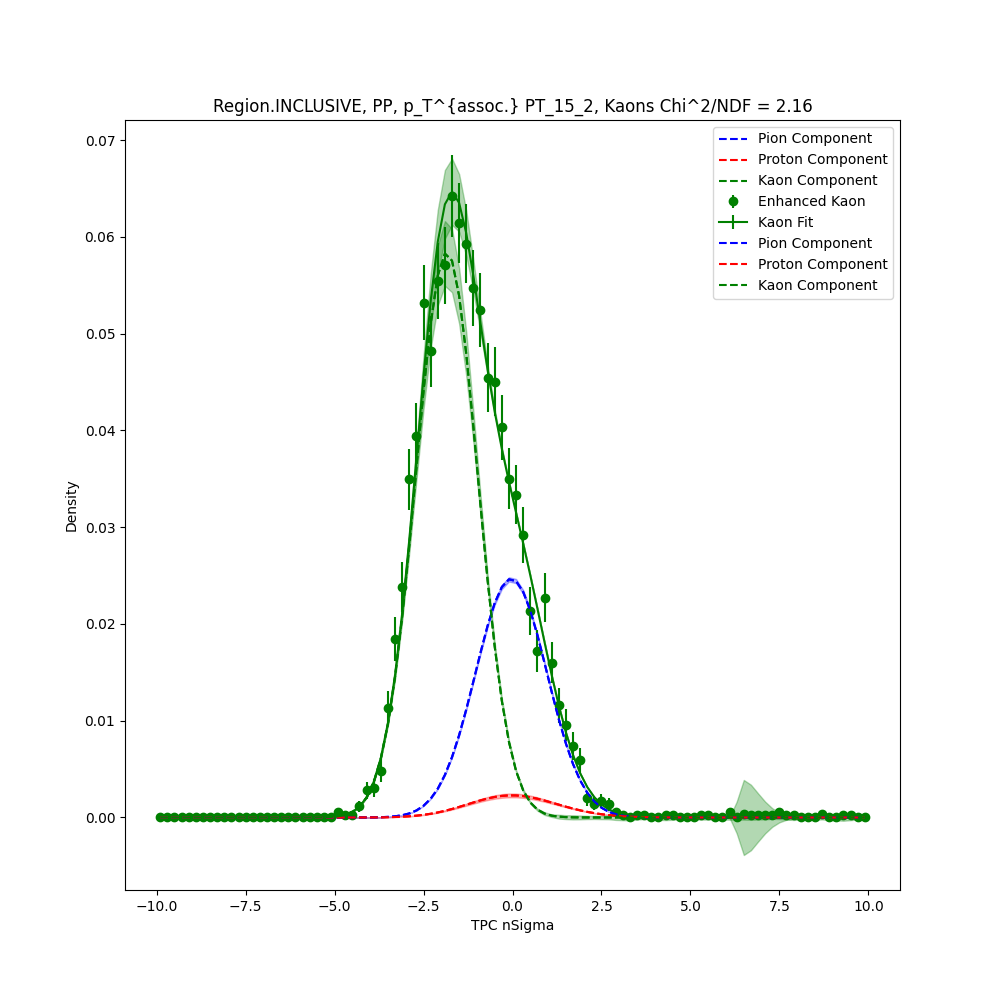 Region.INCLUSIVE, PP, p_T^{assoc.} PT_15_2, Kaons Chi^2/NDF = 2.16
Pion Component
Proton Component
Kaon Component
Enhanced Kaon
Kaon Fit
Pion Component
Proton Component
Kaon Component
0.07
0.06
0.05
0.04
0.03
0.02
0.01
0.00
Density
−10.0 −7.5 −5.0 −2.5 0.0 2.5 5.0 7.5 10.0
TPC nSigma